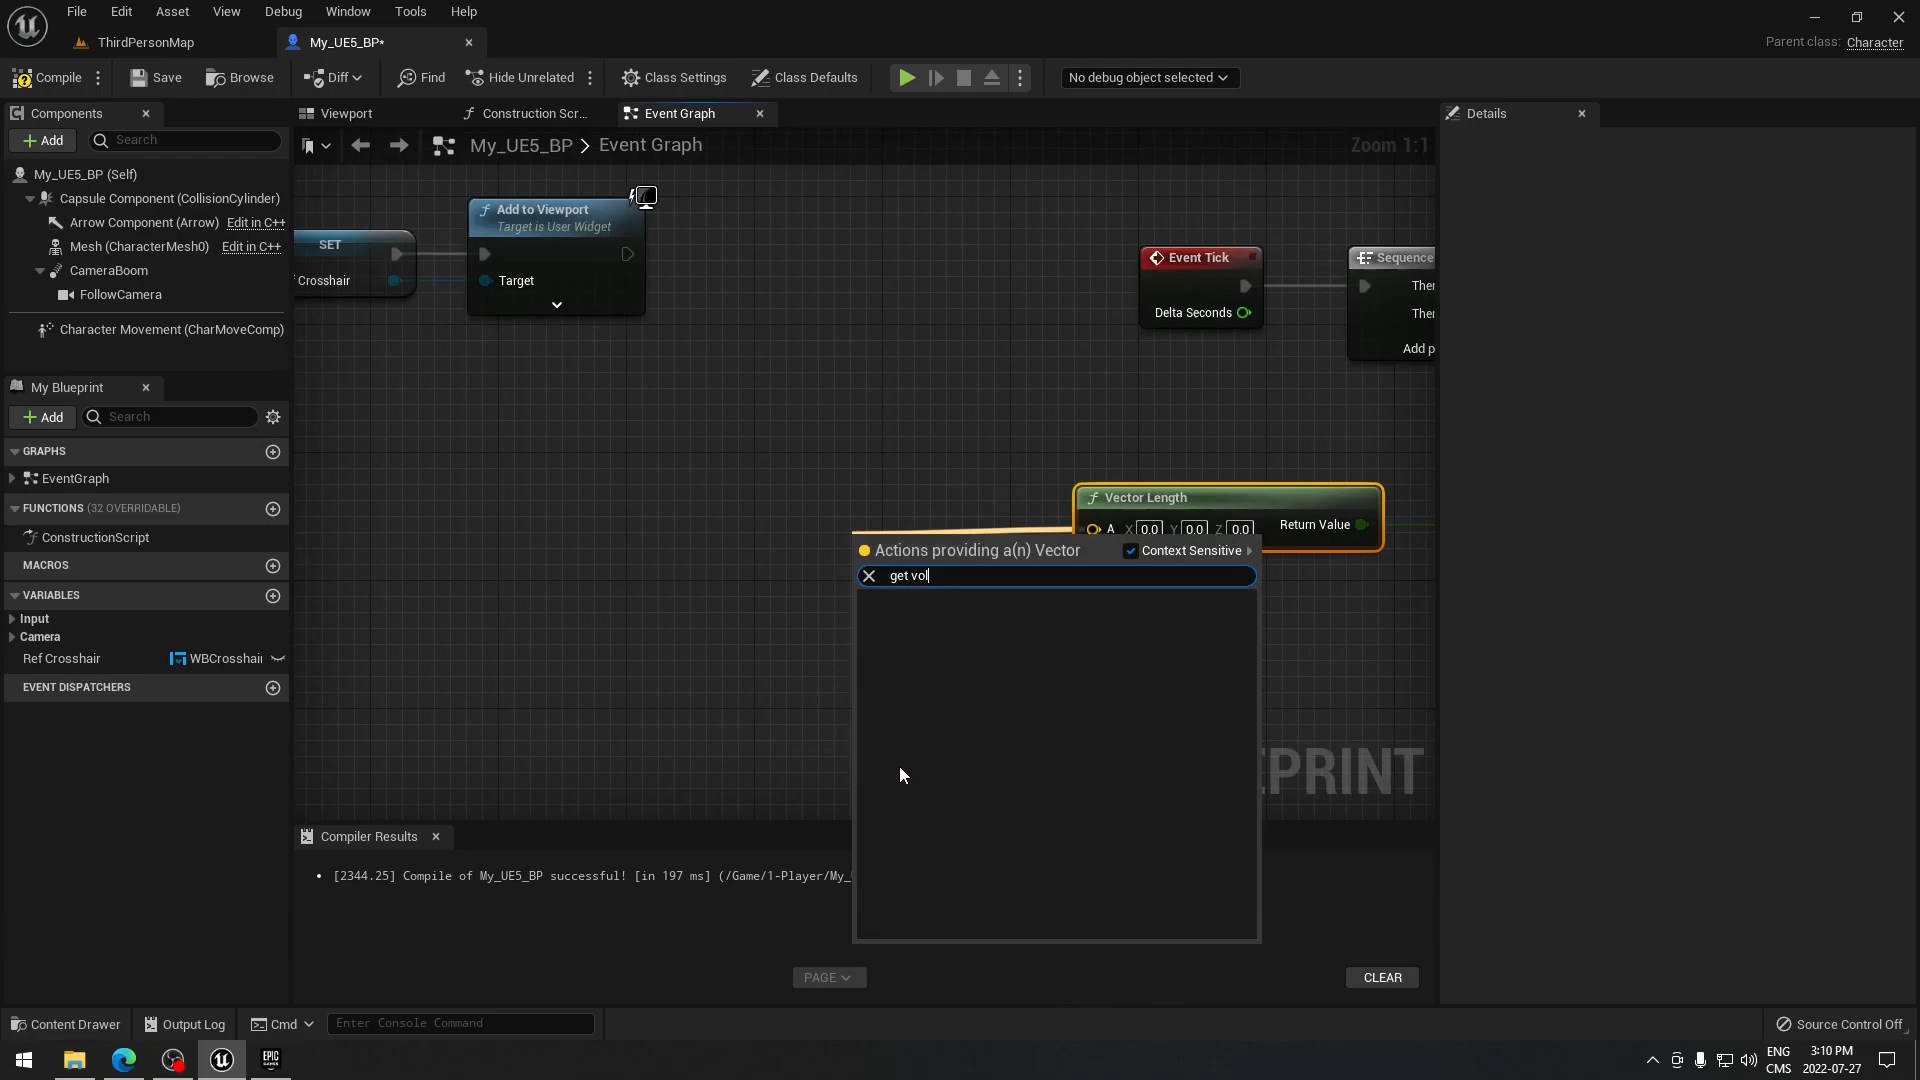 File Edit Asset View Debug Window Tools Help
ThirdPersonMap
My_UE5_BP*
Parent class: Character
Compile Save Browse Diff Find Hide Unrelated Class Settings Class Defaults No debug object selected
Components
Add Search
My_UE5_BP (Self)
Capsule Component (CollisionCylinder)
Arrow Component (Arrow) Edit in C++
Mesh (CharacterMesh0) Edit in C++
CameraBoom
FollowCamera
Character Movement (CharMoveComp)
My Blueprint
Add Search
GRAPHS
EventGraph
FUNCTIONS (32 OVERRIDABLE)
ConstructionScript
MACROS
VARIABLES
Input
Camera
Ref Crosshair WBCrosshair
EVENT DISPATCHERS
Viewport Construction Scr... Event Graph
My_UE5_BP > Event Graph Zoom 1:1
SET
f Crosshair
Add to Viewport
Target is User Widget
Target
Event Tick
Delta Seconds
Sequence
Ther
Ther
Add p
Vector Length
A X 0.0 Y 0.0 Z 0.0 Return Value
Actions providing a(n) Vector Context Sensitive
get vol
EPRINT
Compiler Results
[2344.25] Compile of My_UE5_BP successful! [in 197 ms] (/Game/1-Player/My_
PAGE CLEAR
Details
Content Drawer Output Log Cmd Enter Console Command Source Control Off
EPIC
GAMES
ENG
CMS
3:10 PM
2022-07-27